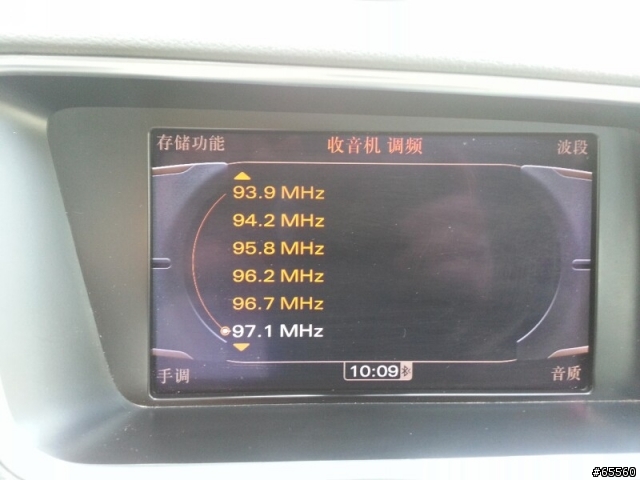 存储功能 收音机 调频 波段
93.9 MHz
94.2 MHz
95.8 MHz
96.2 MHz
96.7 MHz
97.1 MHz
手调 10:09 音质
#65560